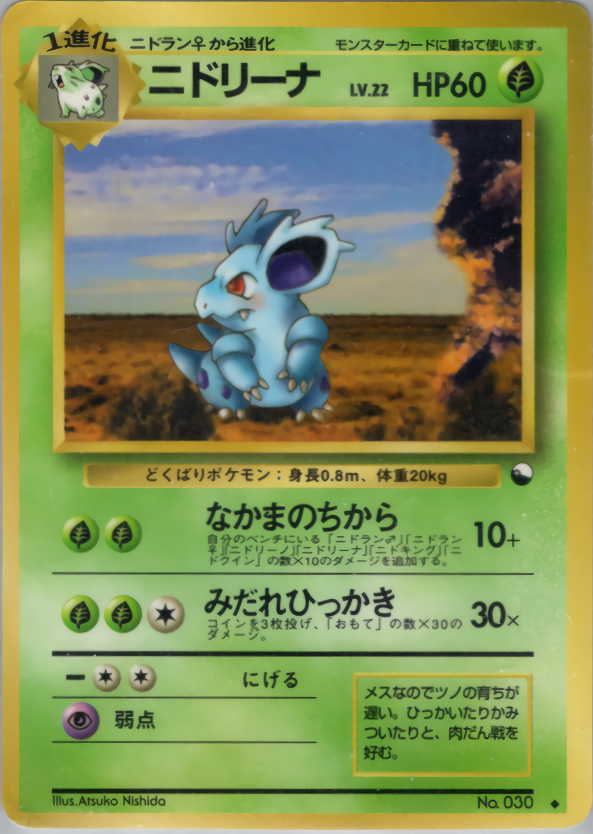 1進化 ニドラン♀から進化 モンスターカードに重ねて使います。
ニドリーナ LV.22 HP60
どくばりポケモン：身長0.8m、体重20kg
なかまのちから 10+
自分のベンチにいる「ニドラン♂」「ニドラン
♀」「ニドリーノ」「ニドリーナ」「ニドキング」「ニ
ドクイン」の数×10のダメージを追加する。
みだれひっかき 30×
コインを3枚投げ、「おもて」の数×30の
ダメージ。
ー にげる
弱点
メスなのでツノの育ちが
遅い。ひっかいたりかみ
ついたりと、肉だん戦を
好む。
Illus.Atsuko Nishida No. 030